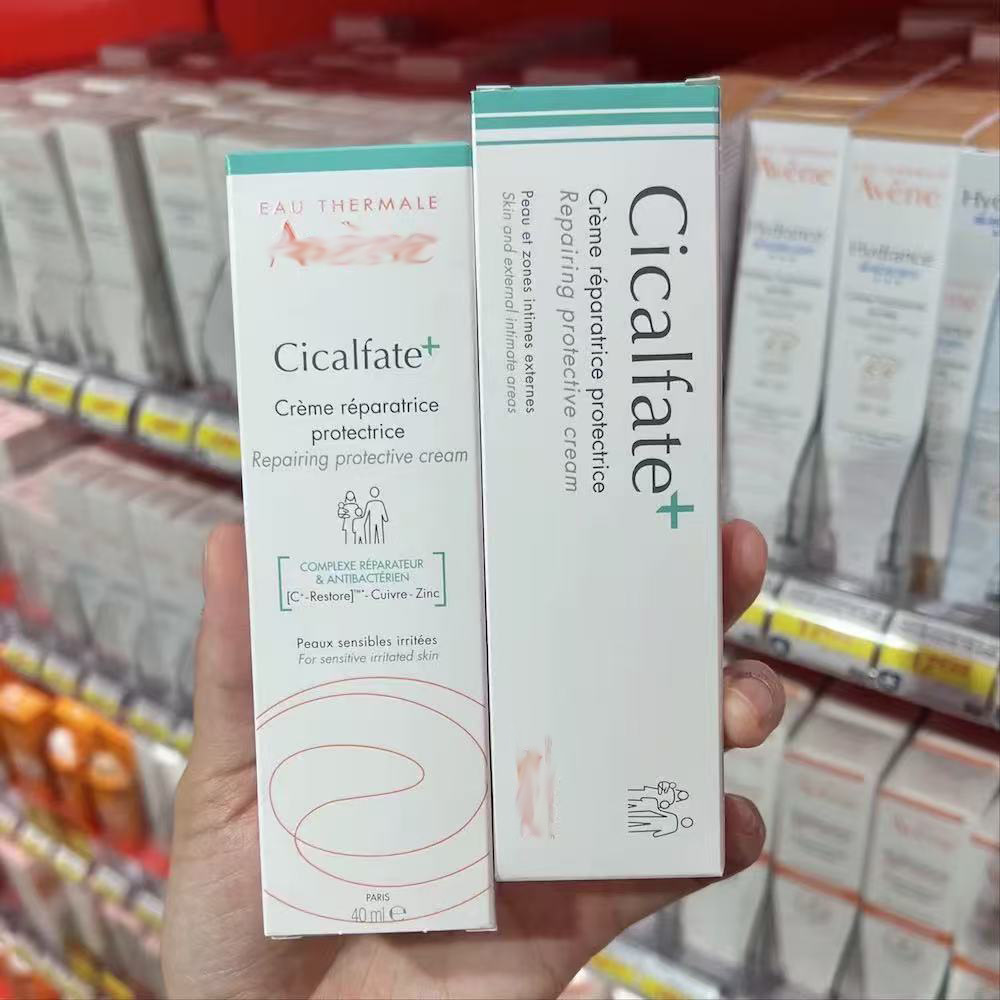 EAU THERMALE
Cicalfate+
Crème réparatrice
protectrice
Repairing protective cream
COMPLEXE RÉPARATEUR
& ANTIBACTÉRIEN
[C+-Restore]™*- Cuivre - Zinc
Peaux sensibles irritées
For sensitive irritated skin
PARIS
40 ml e
Cicalfate+
Crème réparatrice protectrice
Repairing protective cream
Peau et zones intimes externes
Skin and external intimate areas
Avène
Avène
Hydrance